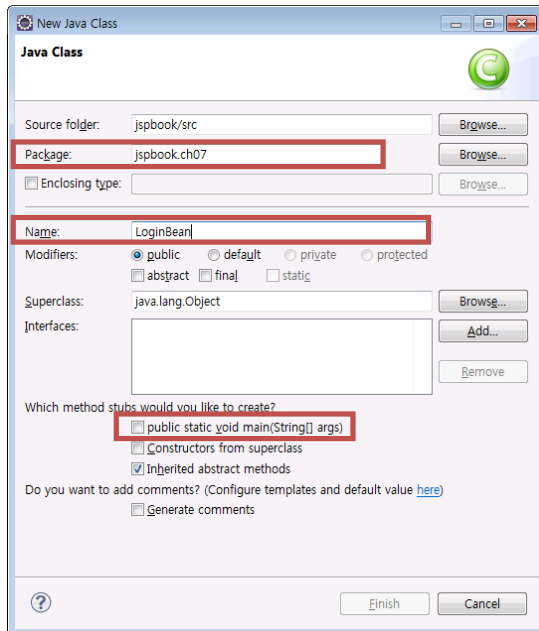 New Java Class
Java Class
C
Source folder: jspbook/src Browse...
Package: jspbook.ch07 Browse...
Enclosing type: Browse...
Name: LoginBean
Modifiers: public default private protected
abstract final static
Superclass: java.lang.Object Browse...
Interfaces: Add...
Remove
Which method stubs would you like to create?
public static void main(String[] args)
Constructors from superclass
Inherited abstract methods
Do you want to add comments? (Configure templates and default value here)
Generate comments
? Finish Cancel